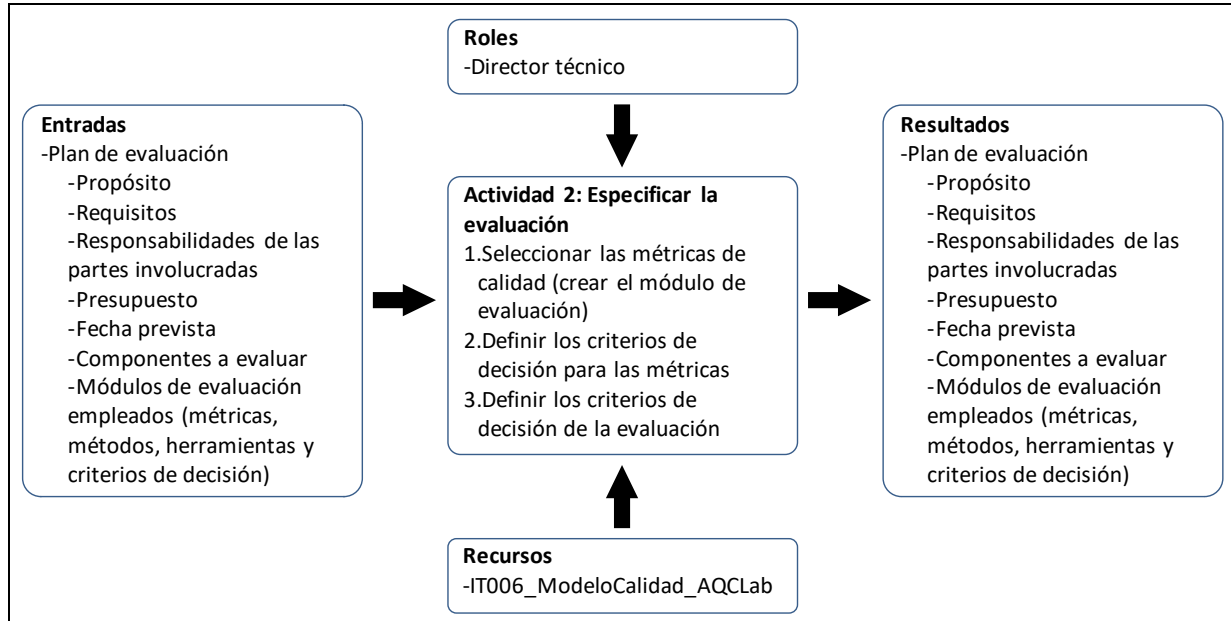 Roles
-Director técnico
Entradas
-Plan de evaluación
-Propósito
-Requisitos
-Responsabilidades de las
partes involucradas
-Presupuesto
-Fecha prevista
-Componentes a evaluar
-Módulos de evaluación
empleados (métricas,
métodos, herramientas y
criterios de decisión)
Actividad 2: Especificar la
evaluación
1.Seleccionar las métricas de
calidad (crear el módulo de
evaluación)
2.Definir los criterios de
decisión para las métricas
3.Definir los criterios de
decisión de la evaluación
Resultados
-Plan de evaluación
-Propósito
-Requisitos
-Responsabilidades de las
partes involucradas
-Presupuesto
-Fecha prevista
-Componentes a evaluar
-Módulos de evaluación
empleados (métricas,
métodos, herramientas y
criterios de decisión)
Recursos
-IT006_ModeloCalidad_AQCLab